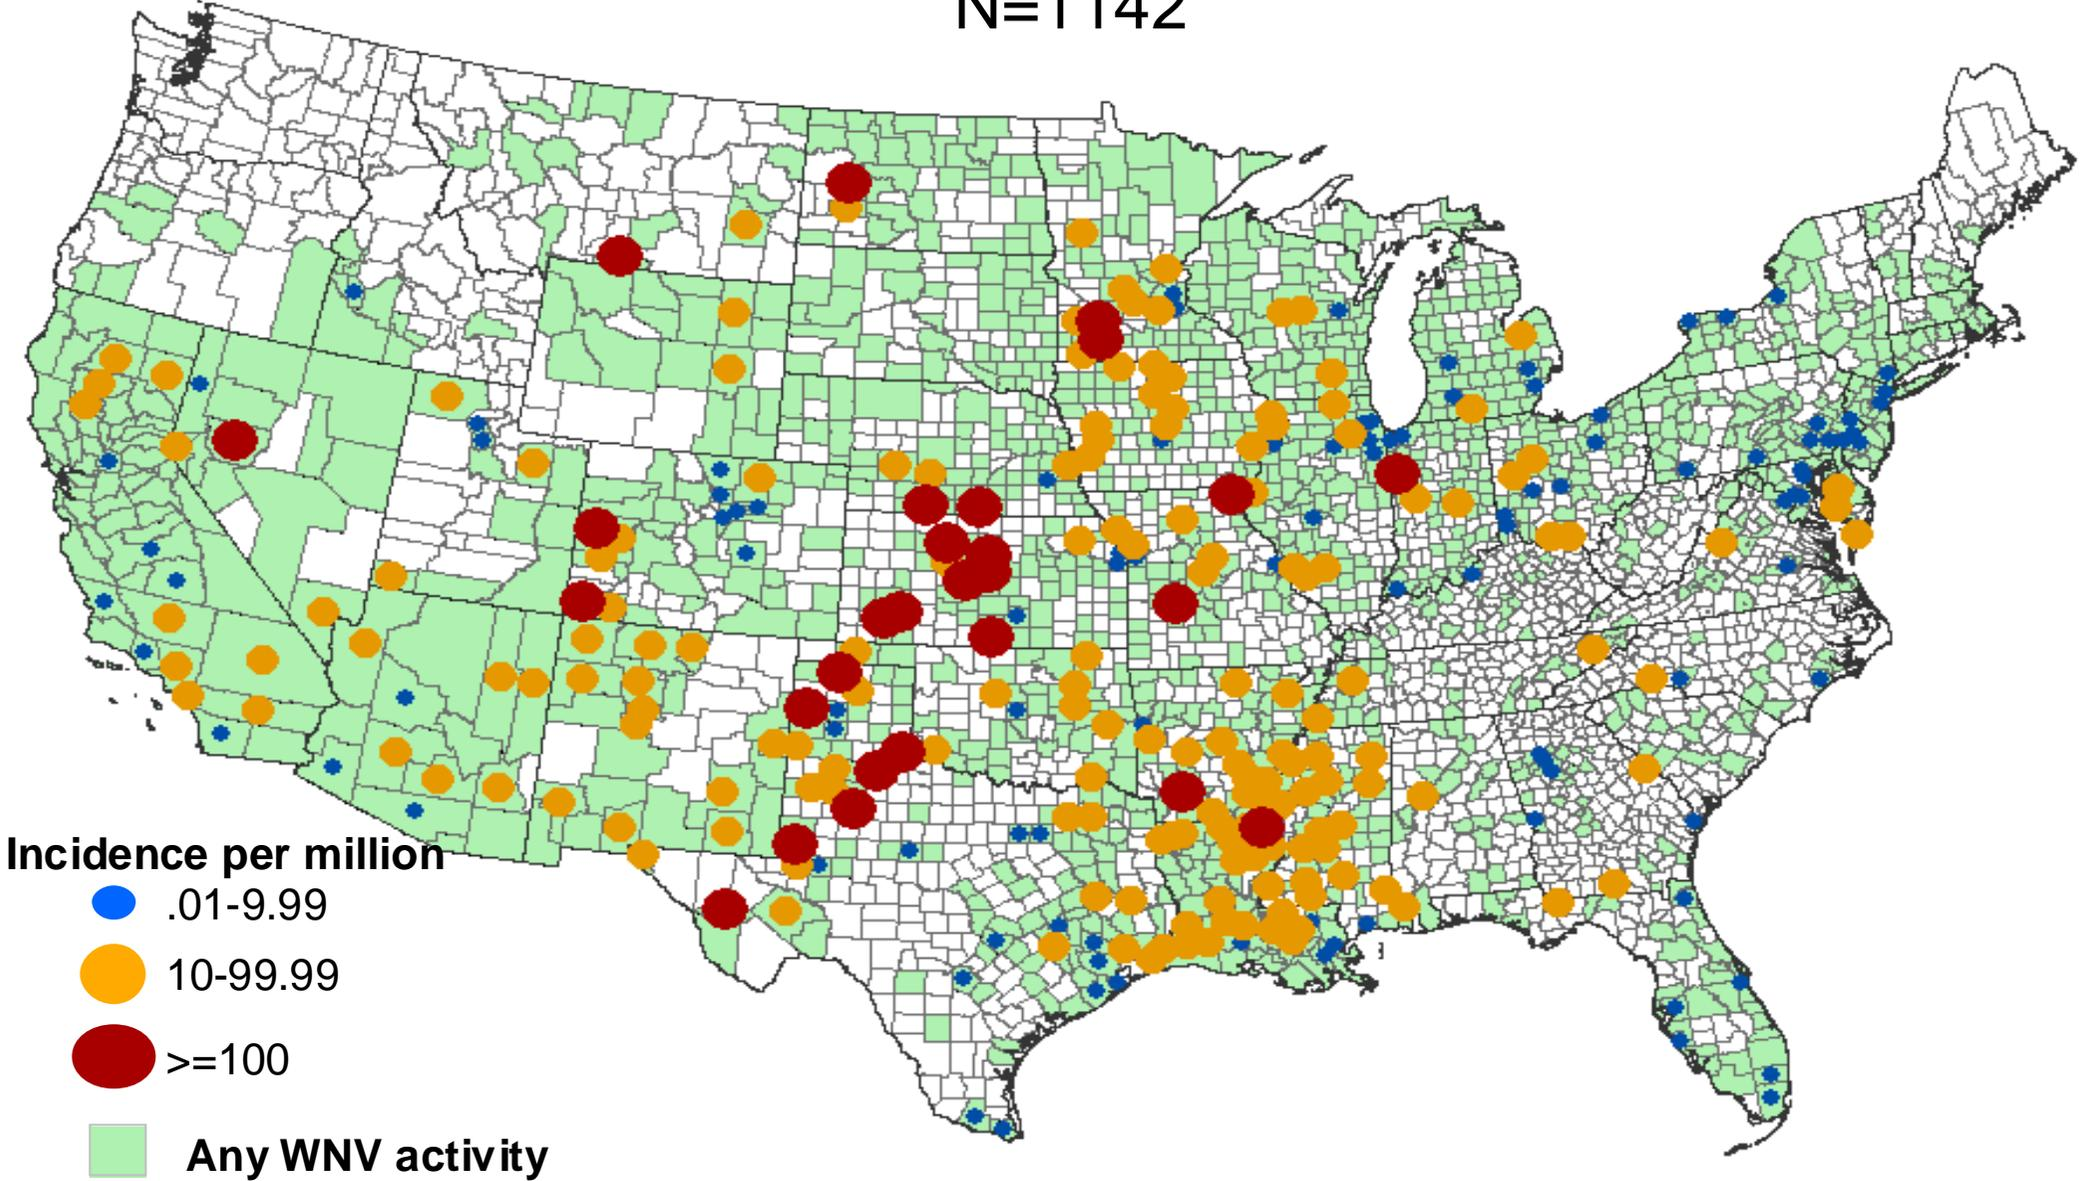 N=1142
Incidence per million
.01-9.99
10-99.99
>=100
Any WNV activity